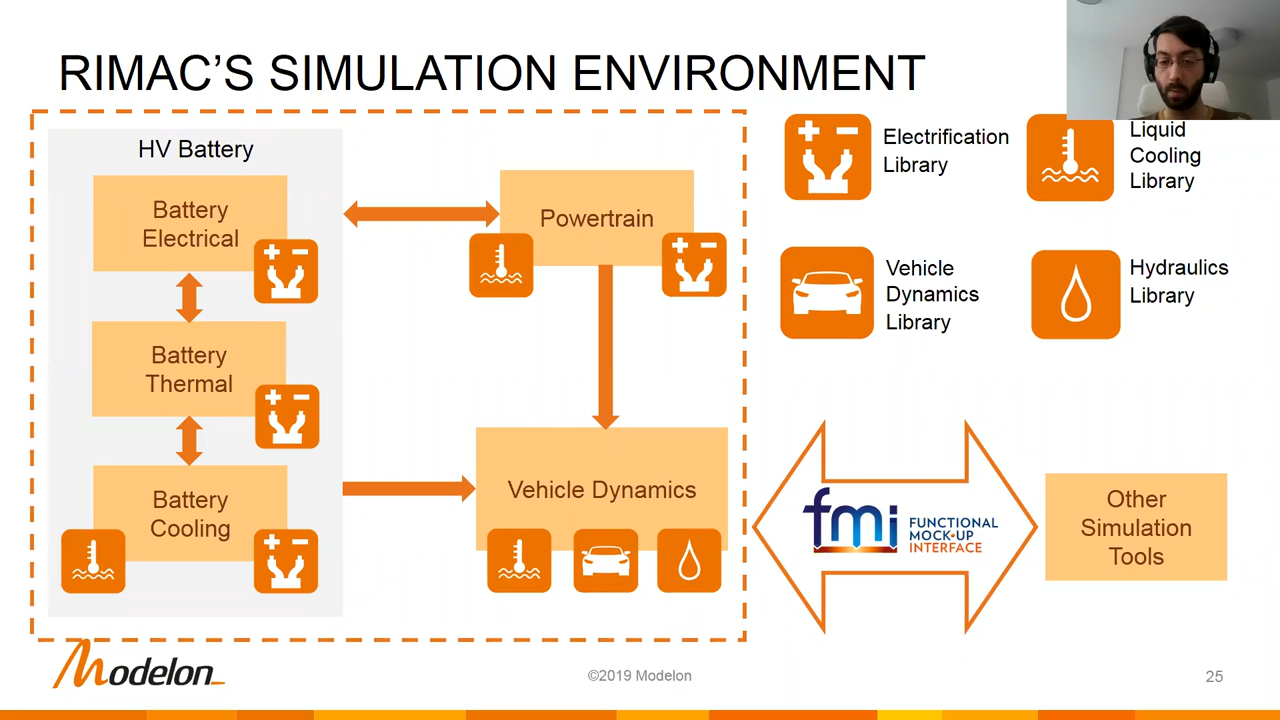 RIMAC'S SIMULATION ENVIRONMENT
HV Battery
Battery
Electrical
Battery
Thermal
Battery
Cooling
Powertrain
Vehicle Dynamics
Electrification
Library
Liquid
Cooling
Library
Vehicle
Dynamics
Library
Hydraulics
Library
fmi
FUNCTIONAL
MOCK-UP
INTERFACE
Other
Simulation
Tools
Modelon
©2019 Modelon
25